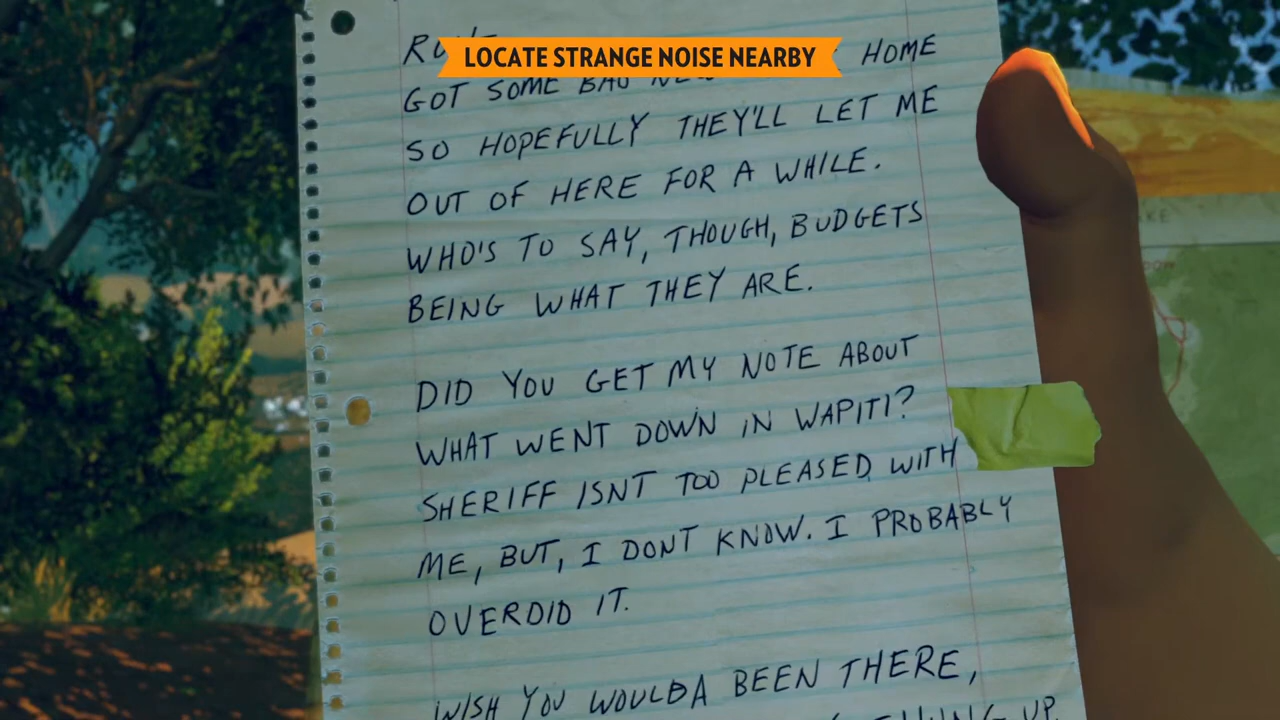 LOCATE STRANGE NOISE NEARBY
HOME
GOT SOME BAD
SO HOPEFULLY THEY'LL LET ME
OUT OF HERE FOR A WHILE.
WHO'S TO SAY, THOUGH, BUDGETS
BEING WHAT THEY ARE.
DID YOU GET MY NOTE ABOUT
WHAT WENT DOWN IN WAPITI?
SHERIFF ISNT TOO PLEASED WITH
ME, BUT, I DONT KNOW. I PROBABLY
OVERDID IT.
WISH YOU WOULDA BEEN THERE,
UP.